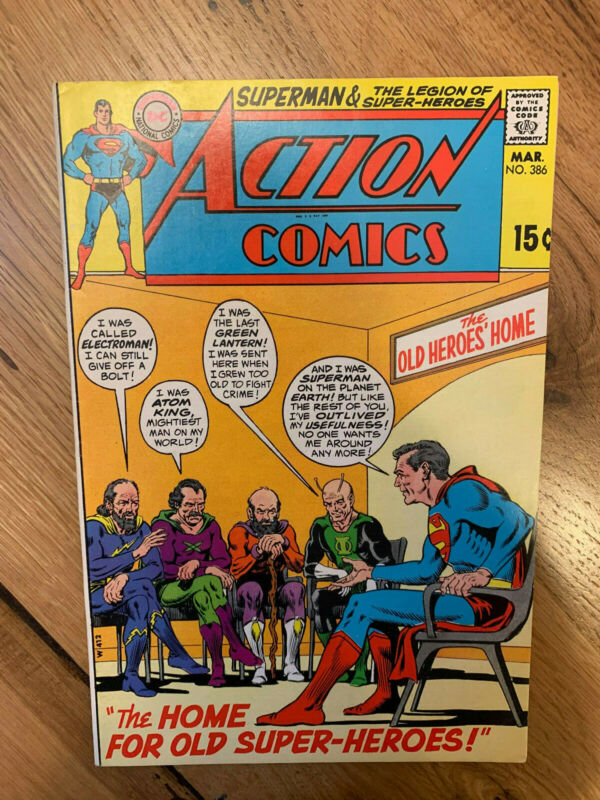 SUPERMAN & THE LEGION OF
SUPER-HEROES
APPROVED
BY THE
COMICS
CODE
AUTHORITY
DC
NATIONAL COMICS
MAR.
NO. 386
15¢
ACTION
COMICS
The
OLD HEROES' HOME
I WAS
CALLED
ELECTROMAN!
I CAN STILL
GIVE OFF A
BOLT!
I WAS
ATOM
KING,
MIGHTIEST
MAN ON MY
WORLD!
I WAS
THE LAST
GREEN
LANTERN!
I WAS SENT
HERE WHEN
I GREW TOO
OLD TO FIGHT
CRIME!
AND I WAS
SUPERMAN
ON THE PLANET
EARTH! BUT LIKE
THE REST OF YOU,
I'VE OUTLIVED
MY USEFULNESS!
NO ONE WANTS
ME AROUND
ANY MORE!
W/412
"The HOME
FOR OLD SUPER-HEROES!"